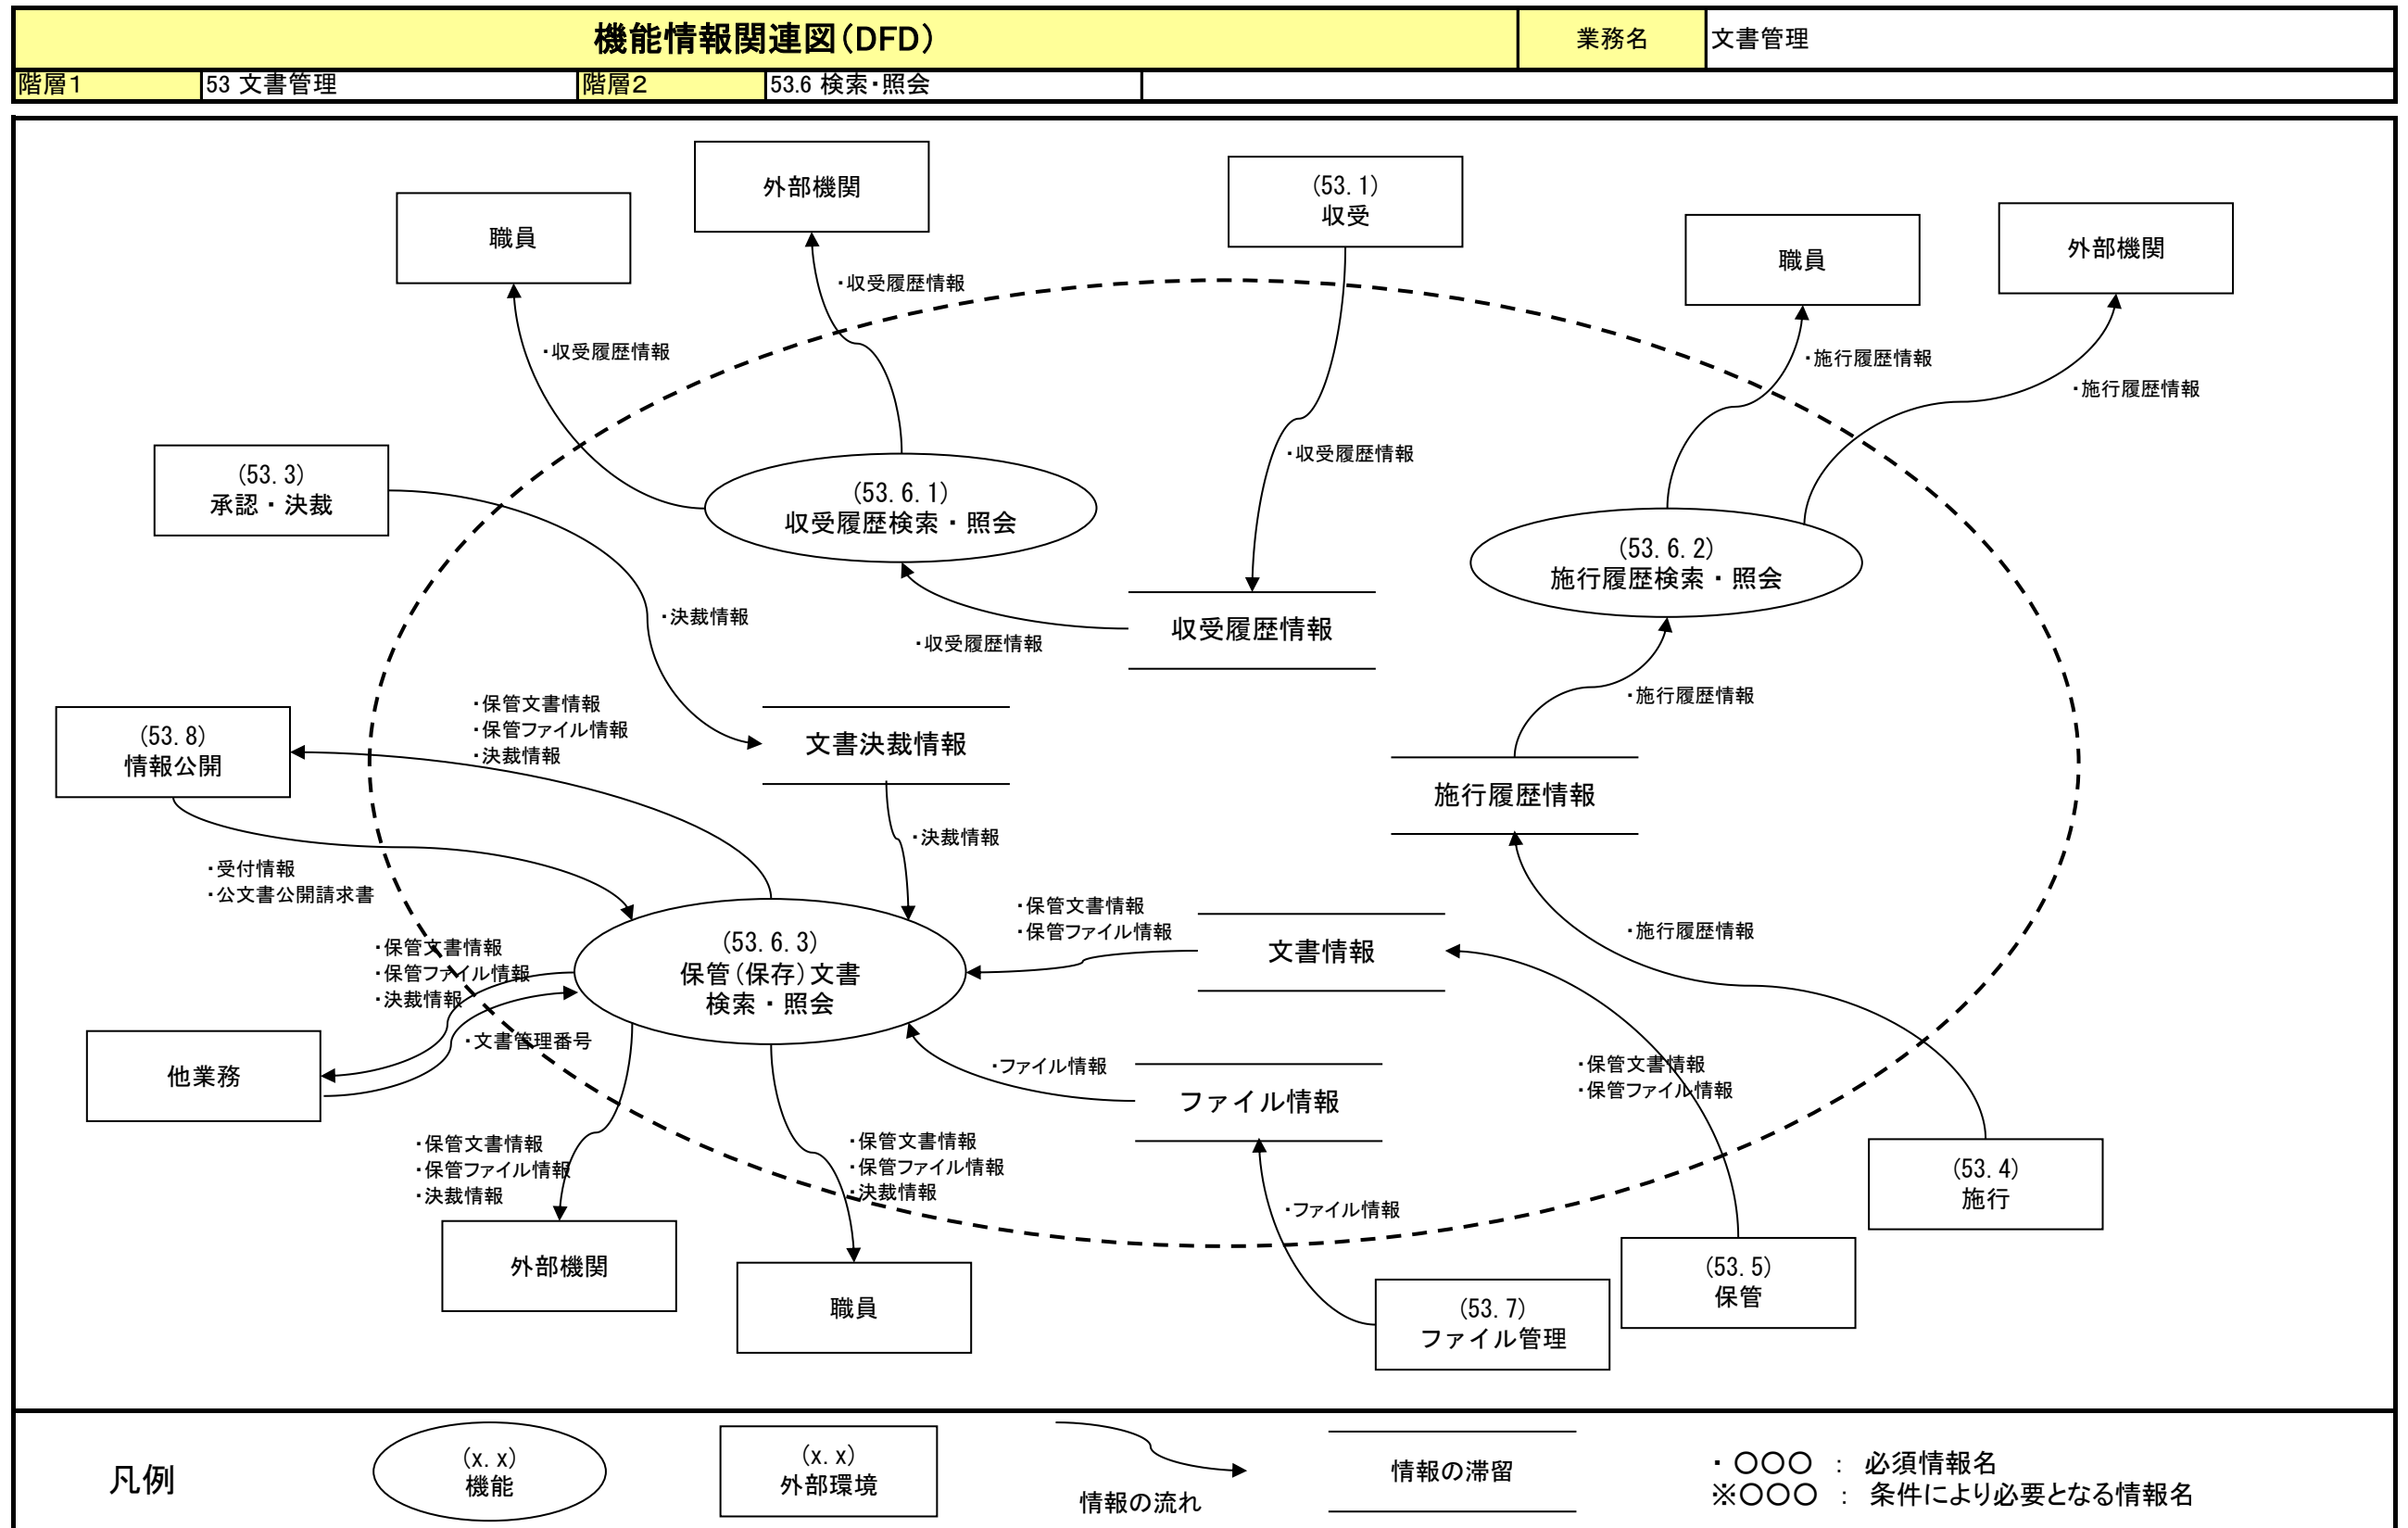 機能情報関連図（DFD）
業務名
文書管理
階層１
53 文書管理
階層２
53.6 検索・照会
外部機関
(53.1)
収受
職員
職員
外部機関
・収受履歴情報
・収受履歴情報
・施行履歴情報
・施行履歴情報
(53.3)
承認・決裁
・収受履歴情報
(53.6.1)
収受履歴検索・照会
(53.6.2)
施行履歴検索・照会
・決裁情報
・収受履歴情報
収受履歴情報
・施行履歴情報
・保管文書情報
・保管ファイル情報
・決裁情報
(53.8)
情報公開
文書決裁情報
施行履歴情報
・決裁情報
・受付情報
・公文書公開請求書
・保管文書情報
・保管ファイル情報
・施行履歴情報
(53.6.3)
保管（保存）文書
検索・照会
文書情報
・保管文書情報
・保管ファイル情報
・決裁情報
・文書管理番号
他業務
・ファイル情報
ファイル情報
・保管文書情報
・保管ファイル情報
・保管文書情報
・保管ファイル情報
・決裁情報
・保管文書情報
・保管ファイル情報
・決裁情報
(53.4)
施行
・ファイル情報
外部機関
職員
(53.5)
保管
(53.7)
ファイル管理
凡例
(x.x)
機能
(x.x)
外部環境
情報の流れ
情報の滞留
・ 〇〇〇 ： 必須情報名
※〇〇〇 ： 条件により必要となる情報名